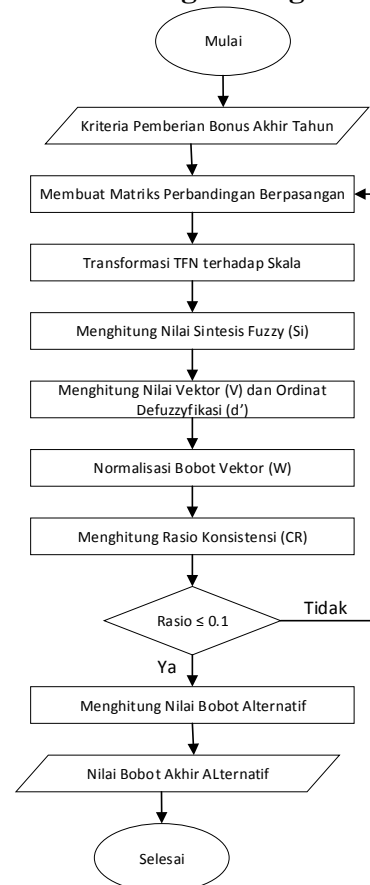 Mulai
Kriteria Pemberian Bonus Akhir Tahun
Membuat Matriks Perbandingan Berpasangan
Transformasi TFN terhadap Skala
Menghitung Nilai Sintesis Fuzzy (Si)
Menghitung Nilai Vektor (V) dan Ordinat
Defuzzyfikasi (d’)
Normalisasi Bobot Vektor (W)
Menghitung Rasio Konsistensi (CR)
Rasio ≤ 0.1
Tidak
Ya
Menghitung Nilai Bobot Alternatif
Nilai Bobot Akhir ALternatif
Selesai